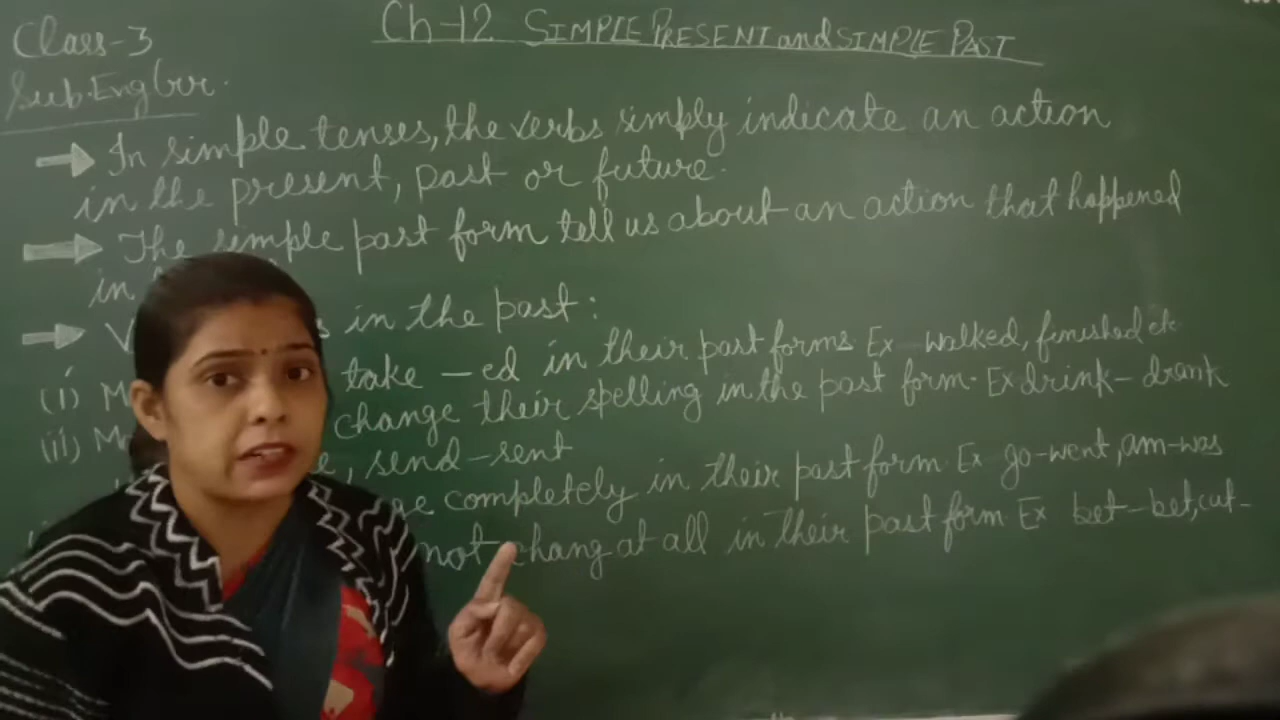 Class-3
Ch-12 SIMPLE PRESENT and SIMPLE PAST
In simple tenses, the verbs simply indicate an action
in the present, past or future.
The simple past form tell us about an action that happened
in
in the past:
(i) take -ed in their past forms Ex walked, finished etc
(ii) change their spelling in the past form. Ex drink-drank
send-sent
completely in their past form Ex go-went, am-was
not chang at all in their past form Ex bet-bet, cut-